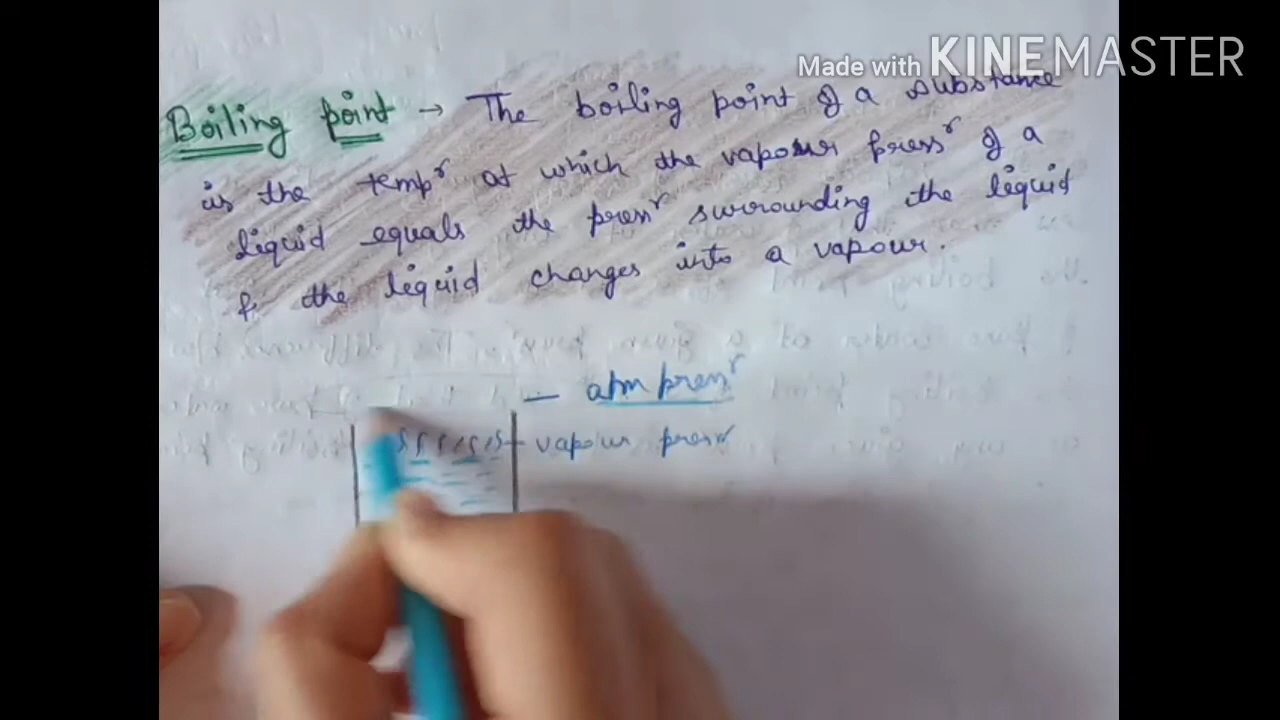 Made with KINEMASTER
Boiling point → The boiling point of a substance
is the tempr at which the vapour pressr of a
liquid equals the pressr surrounding the liquid
& the liquid changes into a vapour.
— atm pressr
vapour pressr